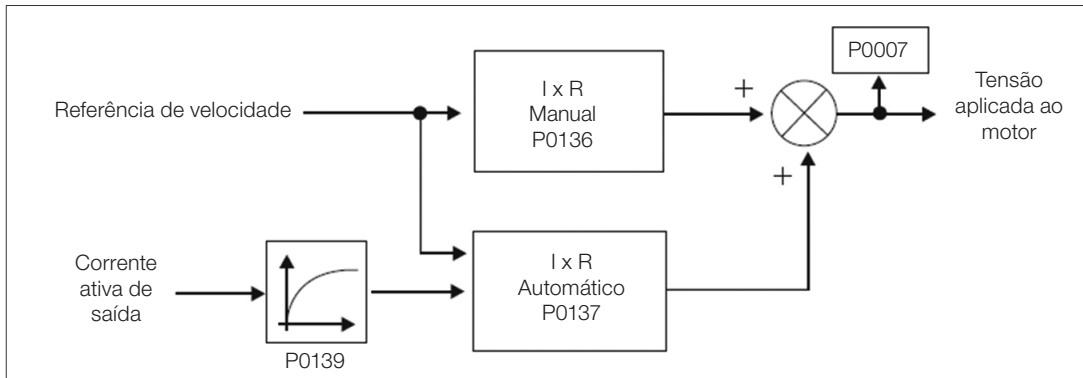 P0007
Referência de velocidade
I x R
Manual
P0136
+
Tensão
aplicada ao
motor
+
Corrente
ativa de
saída
P0139
I x R
Automático
P0137